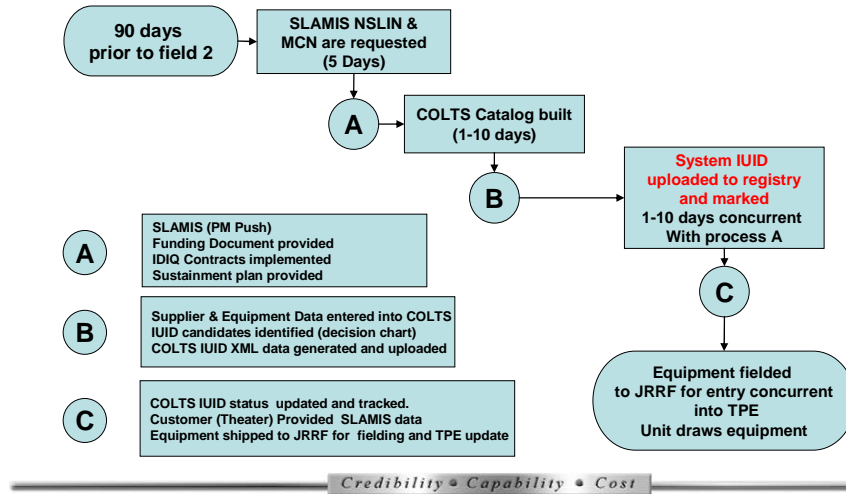 90 days
prior to field 2
SLAMIS NSLIN &
MCN are requested
(5 Days)
A
COLTS Catalog built
(1-10 days)
B
System IUID
uploaded to registry
and marked
1-10 days concurrent
With process A
C
Equipment fielded
to JRRF for entry concurrent
into TPE
Unit draws equipment
A
SLAMIS (PM Push)
Funding Document provided
IDIQ Contracts implemented
Sustainment plan provided
B
Supplier & Equipment Data entered into COLTS
IUID candidates identified (decision chart)
COLTS IUID XML data generated and uploaded
C
COLTS IUID status updated and tracked.
Customer (Theater) Provided SLAMIS data
Equipment shipped to JRRF for fielding and TPE update
Credibility • Capability • Cost